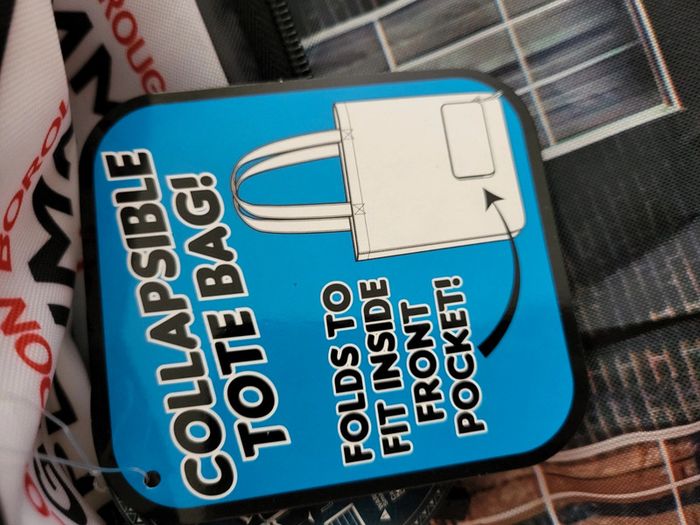 COLLAPSIBLE
TOTE BAG!
FOLDS TO
FIT INSIDE
FRONT
POCKET!